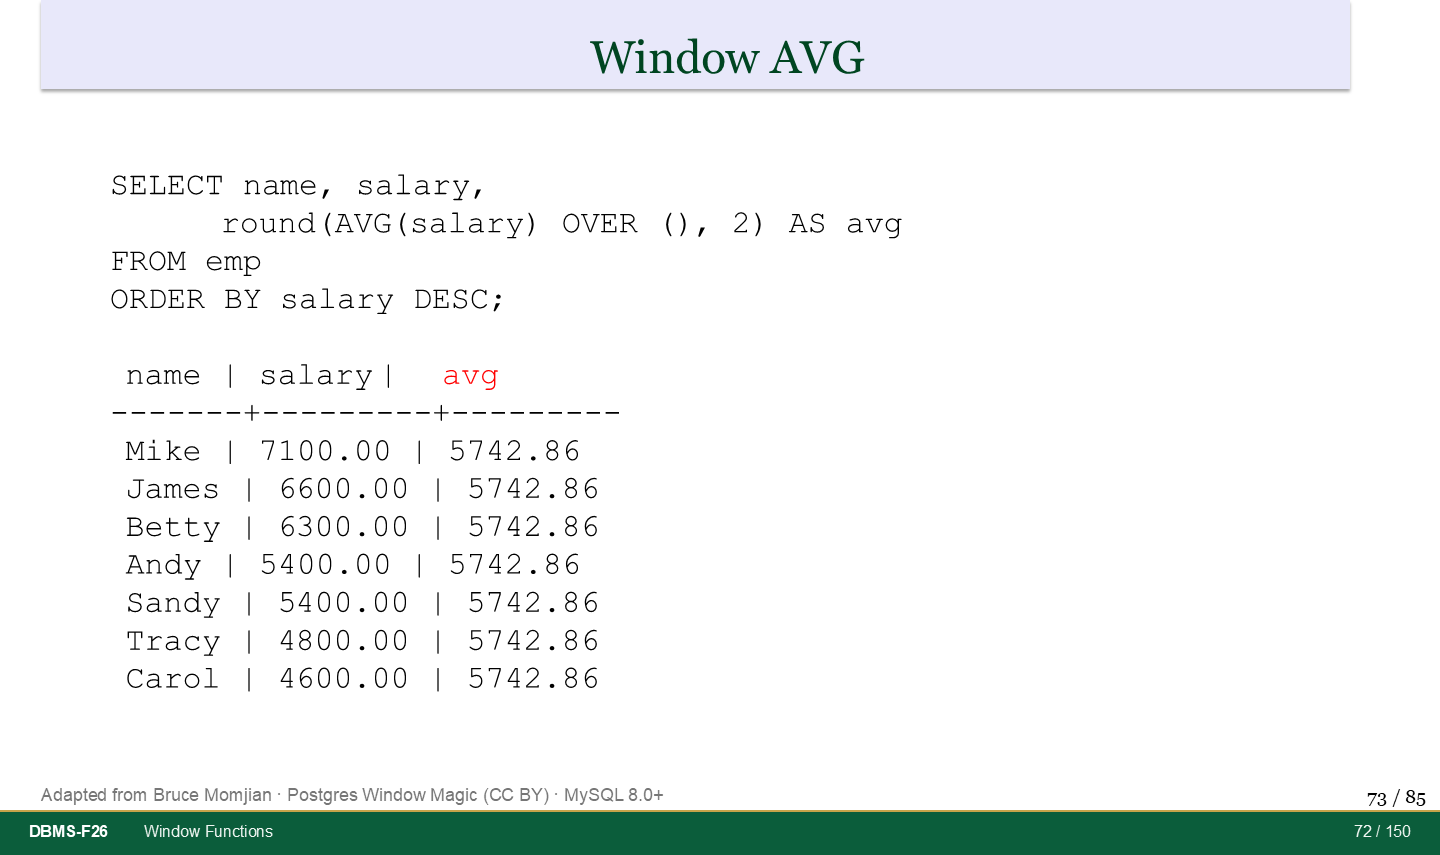 Window AVG
SELECT name, salary,
round(AVG(salary) OVER (), 2) AS avg
FROM emp
ORDER BY salary DESC;
name | salary | avg
-------+---------+---------
Mike | 7100.00 | 5742.86
James | 6600.00 | 5742.86
Betty | 6300.00 | 5742.86
Andy | 5400.00 | 5742.86
Sandy | 5400.00 | 5742.86
Tracy | 4800.00 | 5742.86
Carol | 4600.00 | 5742.86
Adapted from Bruce Momjian · Postgres Window Magic (CC BY) · MySQL 8.0+
73 / 85
DBMS-F26 Window Functions 72 / 150